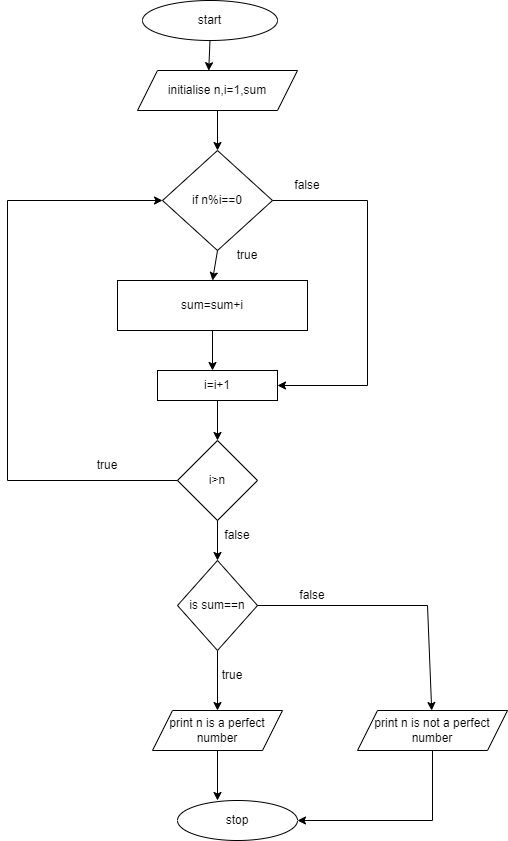 start
initialise n,i=1,sum
if n%i==0
false
true
sum=sum+i
i=i+1
true
i>n
false
is sum==n
false
true
print n is a perfect
number
print n is not a perfect
number
stop